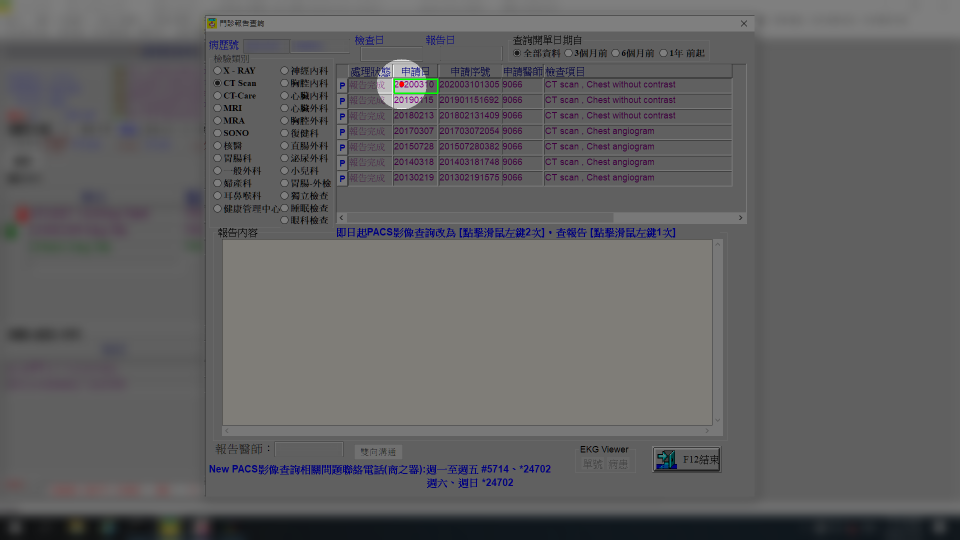 門診報告查詢
病歷號 檢查日 報告日 查詢開單日期自
全部資料 3個月前 6個月前 1年 前起
檢驗類別
X - RAY 神經內科
CT Scan 胸腔內科
CT-Care 心臟內科
MRI 心臟外科
MRA 胸腔外科
SONO 復健科
核醫 直腸外科
胃腸科 泌尿外科
一般外科 小兒科
婦產科 胃腸-外檢
耳鼻喉科 獨立檢查
健康管理中心 睡眠檢查
眼科檢查
處理狀態 申請日 申請序號 申請醫師 檢查項目
P 報告完成 20200310 202003101305 9066 CT scan , Chest without contrast
P 報告完成 20190115 201901151692 9066 CT scan , Chest without contrast
P 報告完成 20180213 201802131409 9066 CT scan , Chest without contrast
P 報告完成 20170307 201703072054 9066 CT scan , Chest angiogram
P 報告完成 20150728 201507280382 9066 CT scan , Chest angiogram
P 報告完成 20140318 201403181748 9066 CT scan , Chest angiogram
P 報告完成 20130219 201302191575 9066 CT scan , Chest angiogram
報告內容 即日起PACS影像查詢改為 [點擊滑鼠左鍵2次]，查報告 [點擊滑鼠左鍵1次]
報告醫師： 雙向溝通
EKG Viewer
單號 病患
F12結束
New PACS影像查詢相關問題聯絡電話(商之器):週一至週五 #5714、*24702
週六、週日 *24702